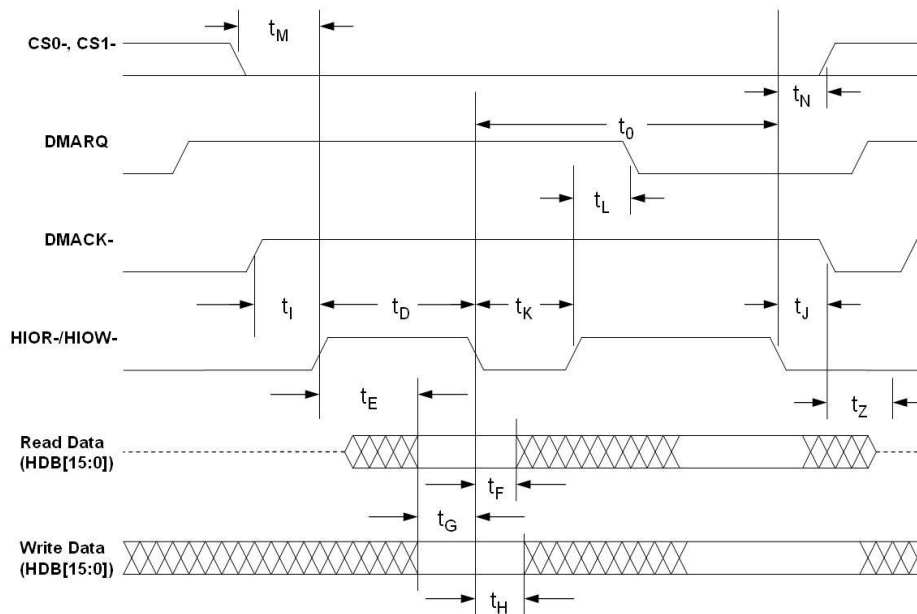 t_M
CS0-, CS1-
t_N
t_0
DMARQ
t_L
DMACK-
t_I
t_D
t_K
t_J
HIOR-/HIOW-
t_E
t_Z
Read Data
(HDB[15:0])
t_F
t_G
Write Data
(HDB[15:0])
t_H